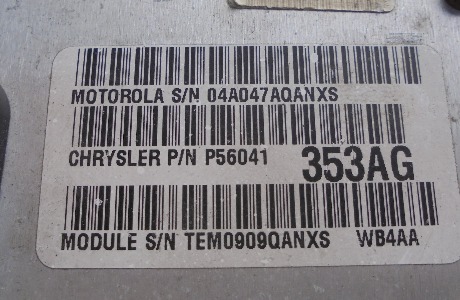 MOTOROLA S/N 04A047AQANXS
CHRYSLER P/N P56041 353AG
MODULE S/N TEM0909QANXS WB4AA